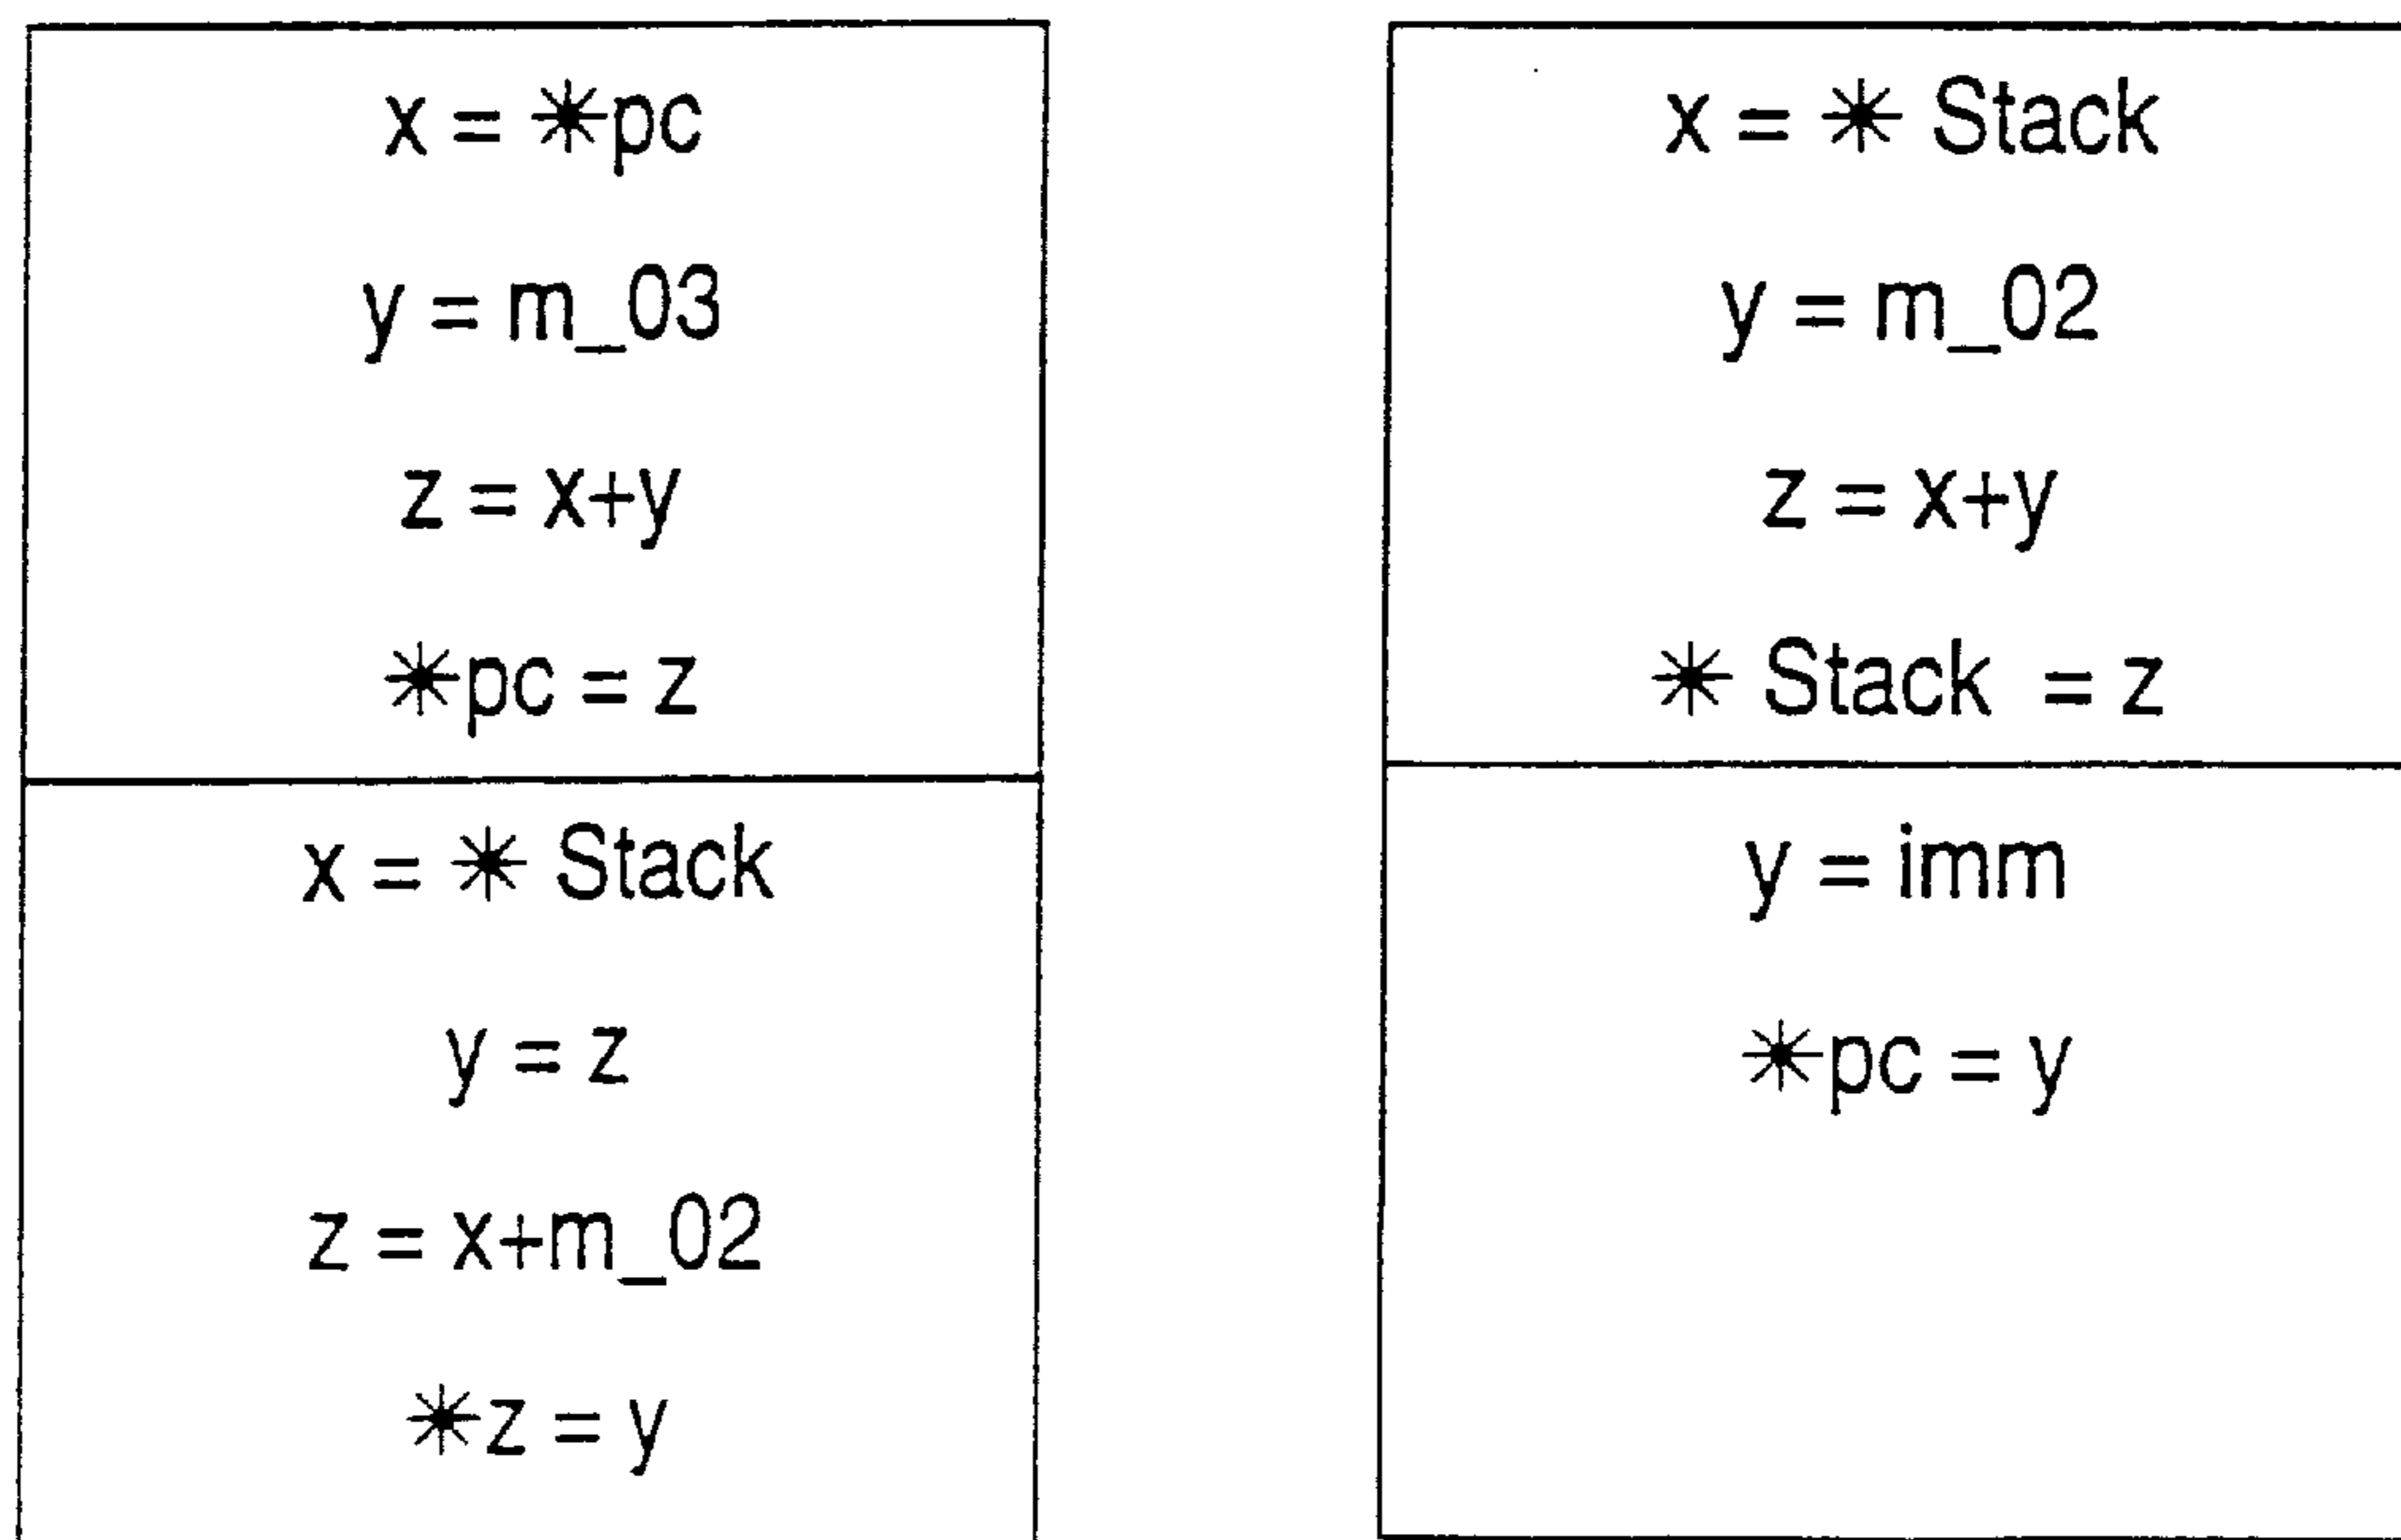 x = *pc
y = m_03
z = x+y
*pc = z
x = * Stack
y = z
z = x+m_02
*z = y
x = * Stack
y = m_02
z = x+y
* Stack = z
y = imm
*pc = y